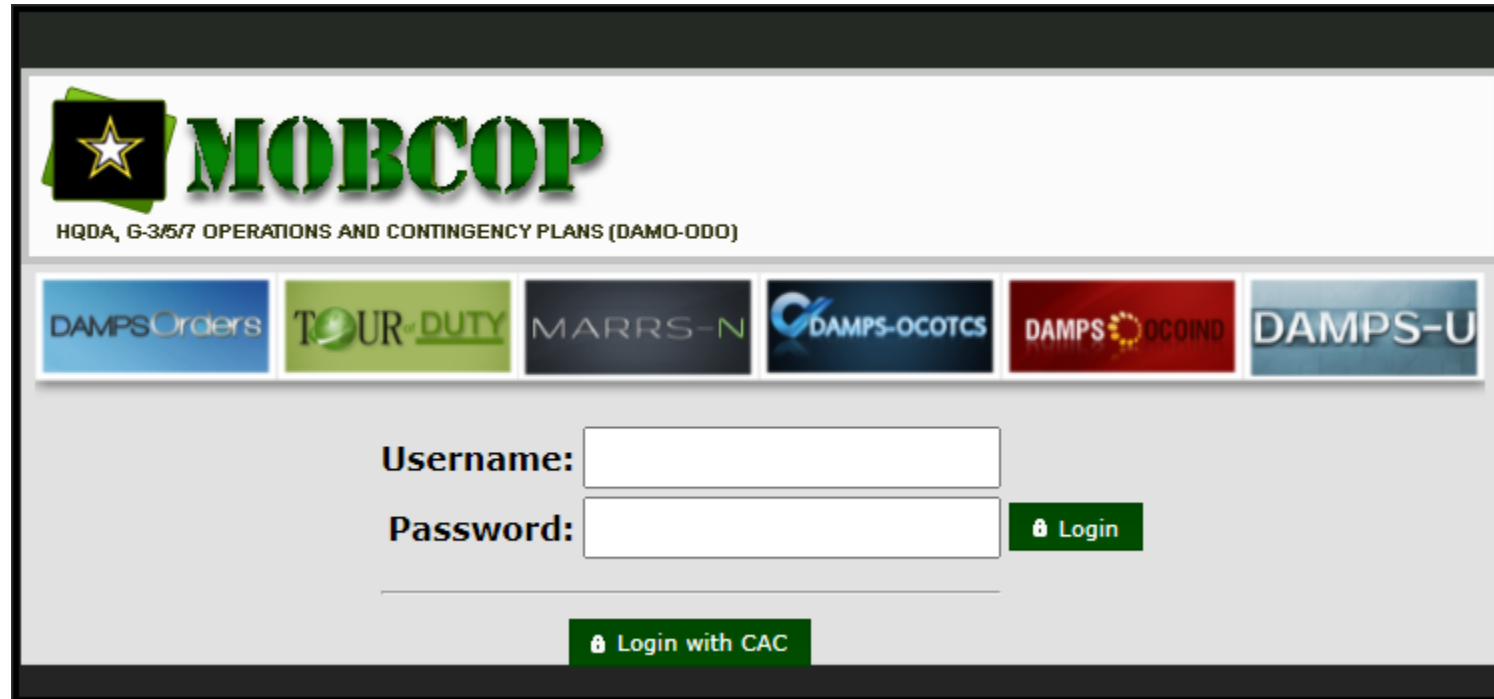 MOBCOP
HQDA, G-3/5/7 OPERATIONS AND CONTINGENCY PLANS (DAMO-ODO)
DAMPSOrders TOUR of DUTY MARRS-N DAMPS-OCOTCS DAMPS OCOIND DAMPS-U
Username:
Password: Login
Login with CAC